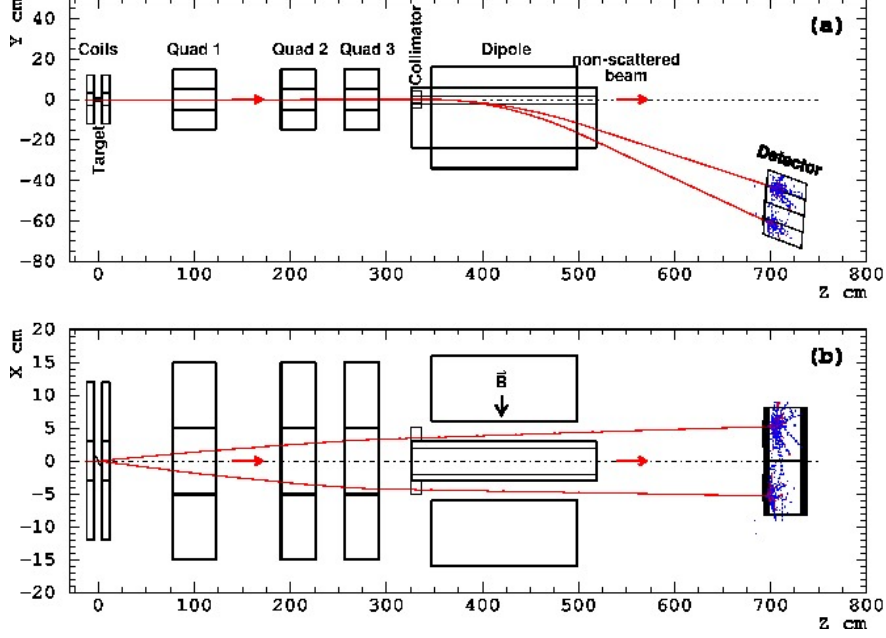 Y cm
40
20
0
−20
−40
−60
−80
(a)
Coils
Quad 1
Quad 2
Quad 3
Collimator
Dipole
non-scattered
beam
Target
Detector
0
100
200
300
400
500
600
700
800
Z cm
X cm
20
15
10
5
0
−5
−10
−15
−20
(b)
B
0
100
200
300
400
500
600
700
800
Z cm